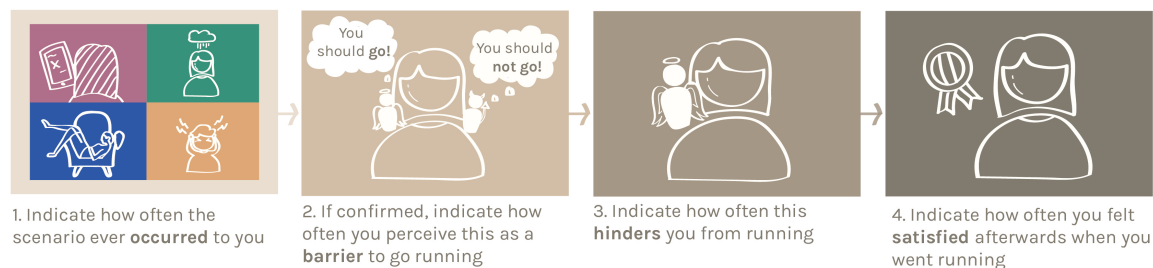 You
should go!
You should
not go!
1. Indicate how often the
scenario ever occurred to you
2. If confirmed, indicate how
often you perceive this as a
barrier to go running
3. Indicate how often this
hinders you from running
4. Indicate how often you felt
satisfied afterwards when you
went running